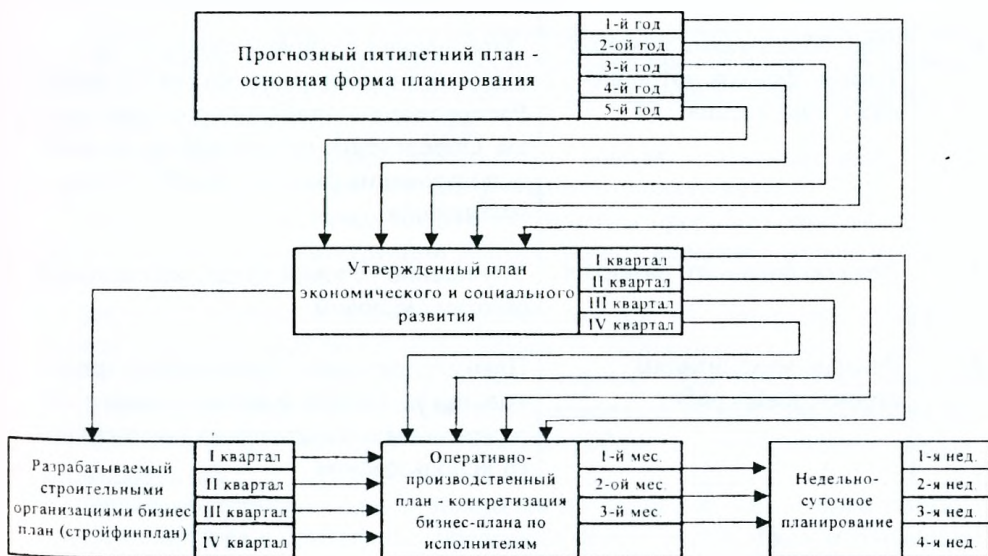 Прогнозный пятилетний план -
основная форма планирования
1-й год
2-ой год
3-й год
4-й год
5-й год
Утвержденный план
экономического и социального
развития
I квартал
II квартал
III квартал
IV квартал
Разрабатываемый
строительными
организациями бизнес-
план (стройфинплан)
I квартал
II квартал
III квартал
IV квартал
Оперативно-
производственный
план - конкретизация
бизнес-плана по
исполнителям
1-й мес.
2-ой мес.
3-й мес.
Недельно-
суточное
планирование
1-я нед.
2-я нед.
3-я нед.
4-я нед.